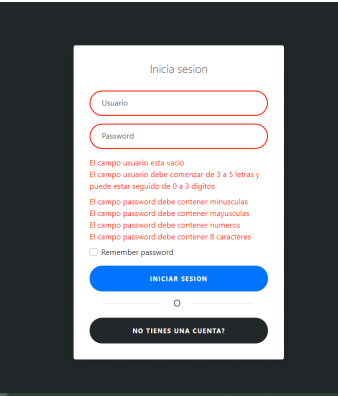 Inicia sesion
Usuario
Password
El campo usuario esta vacio
El campo usuario debe comenzar de 3 a 5 letras y
puede estar seguido de 0 a 3 digitos
El campo password debe contener minusculas
El campo password debe contener mayusculas
El campo password debe contener numeros
El campo password debe contener 8 caracteres
Remember password
INICIAR SESION
O
NO TIENES UNA CUENTA?